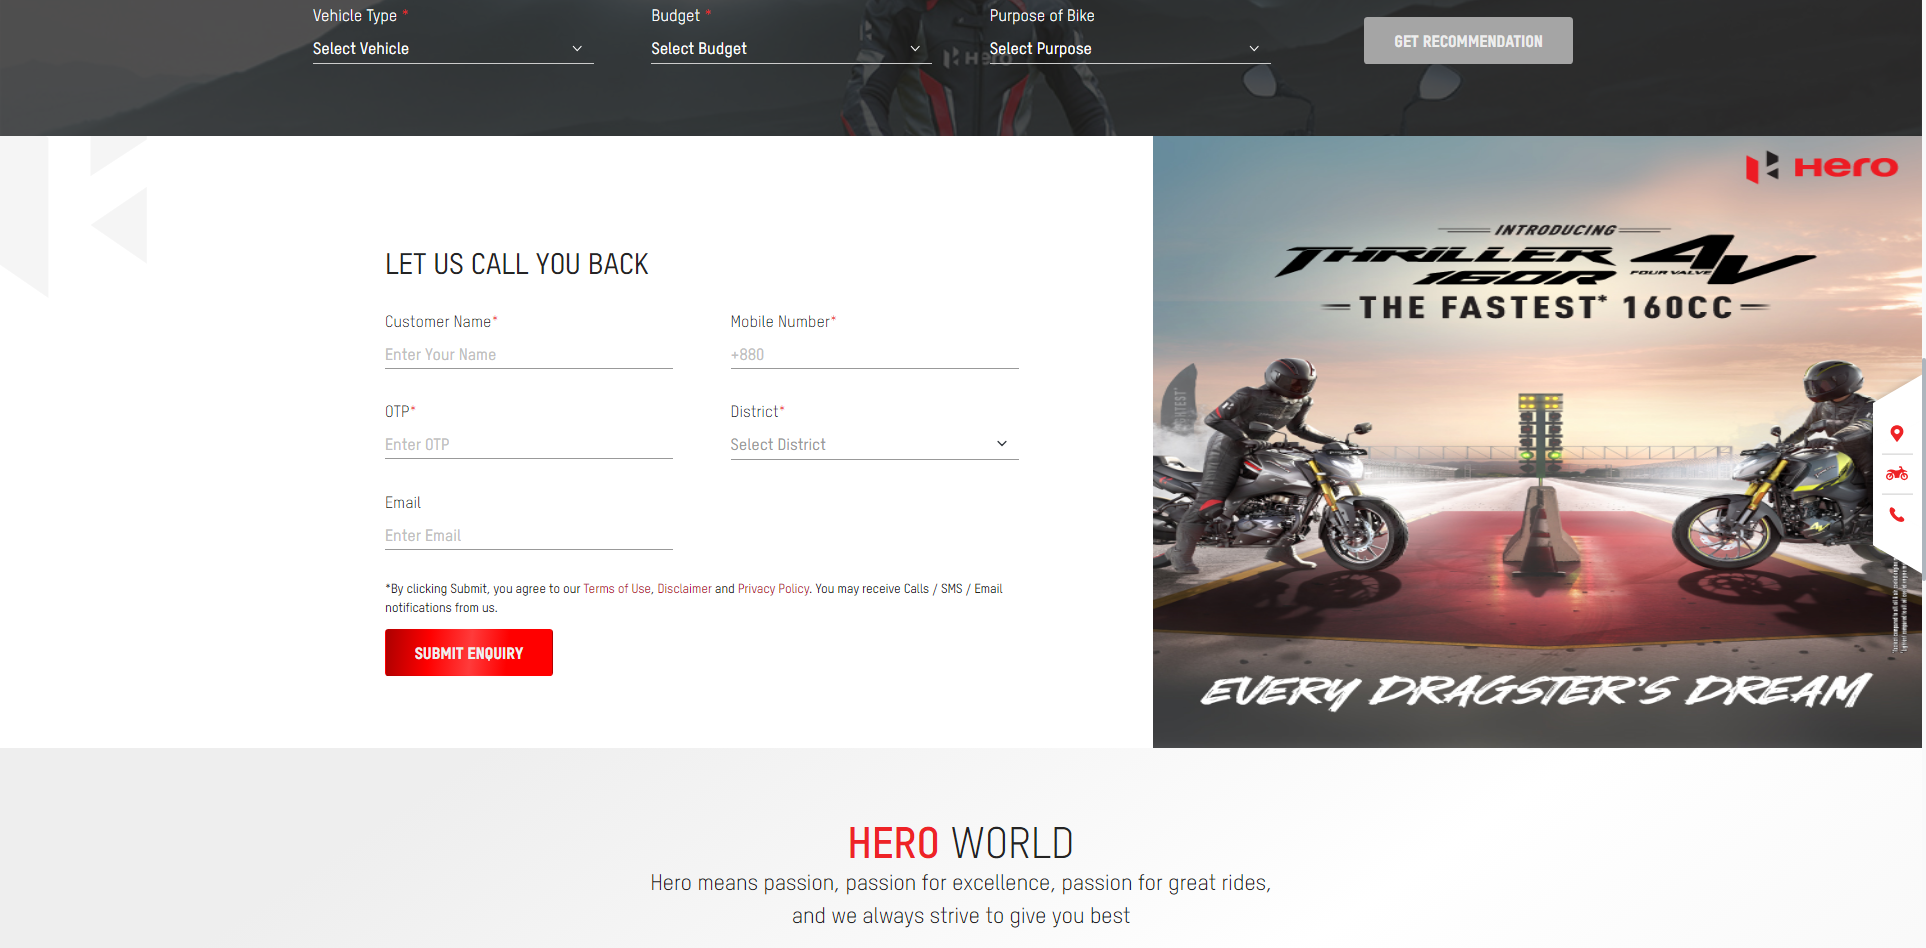 Vehicle Type *
Budget *
Purpose of Bike
Select Vehicle
Select Budget
Select Purpose
GET RECOMMENDATION
HERO
LET US CALL YOU BACK
Customer Name*
Mobile Number*
Enter Your Name
+880
OTP*
District*
Enter OTP
Select District
Email
Enter Email
*By clicking Submit, you agree to our Terms of Use, Disclaimer and Privacy Policy. You may receive Calls / SMS / Email
notifications from us.
SUBMIT ENQUIRY
Hero
INTRODUCING
THRILLER 4V
160R FOUR VALVE
THE FASTEST* 160CC
EVERY DRAGSTER'S DREAM
HERO WORLD
Hero means passion, passion for excellence, passion for great rides,
and we always strive to give you best